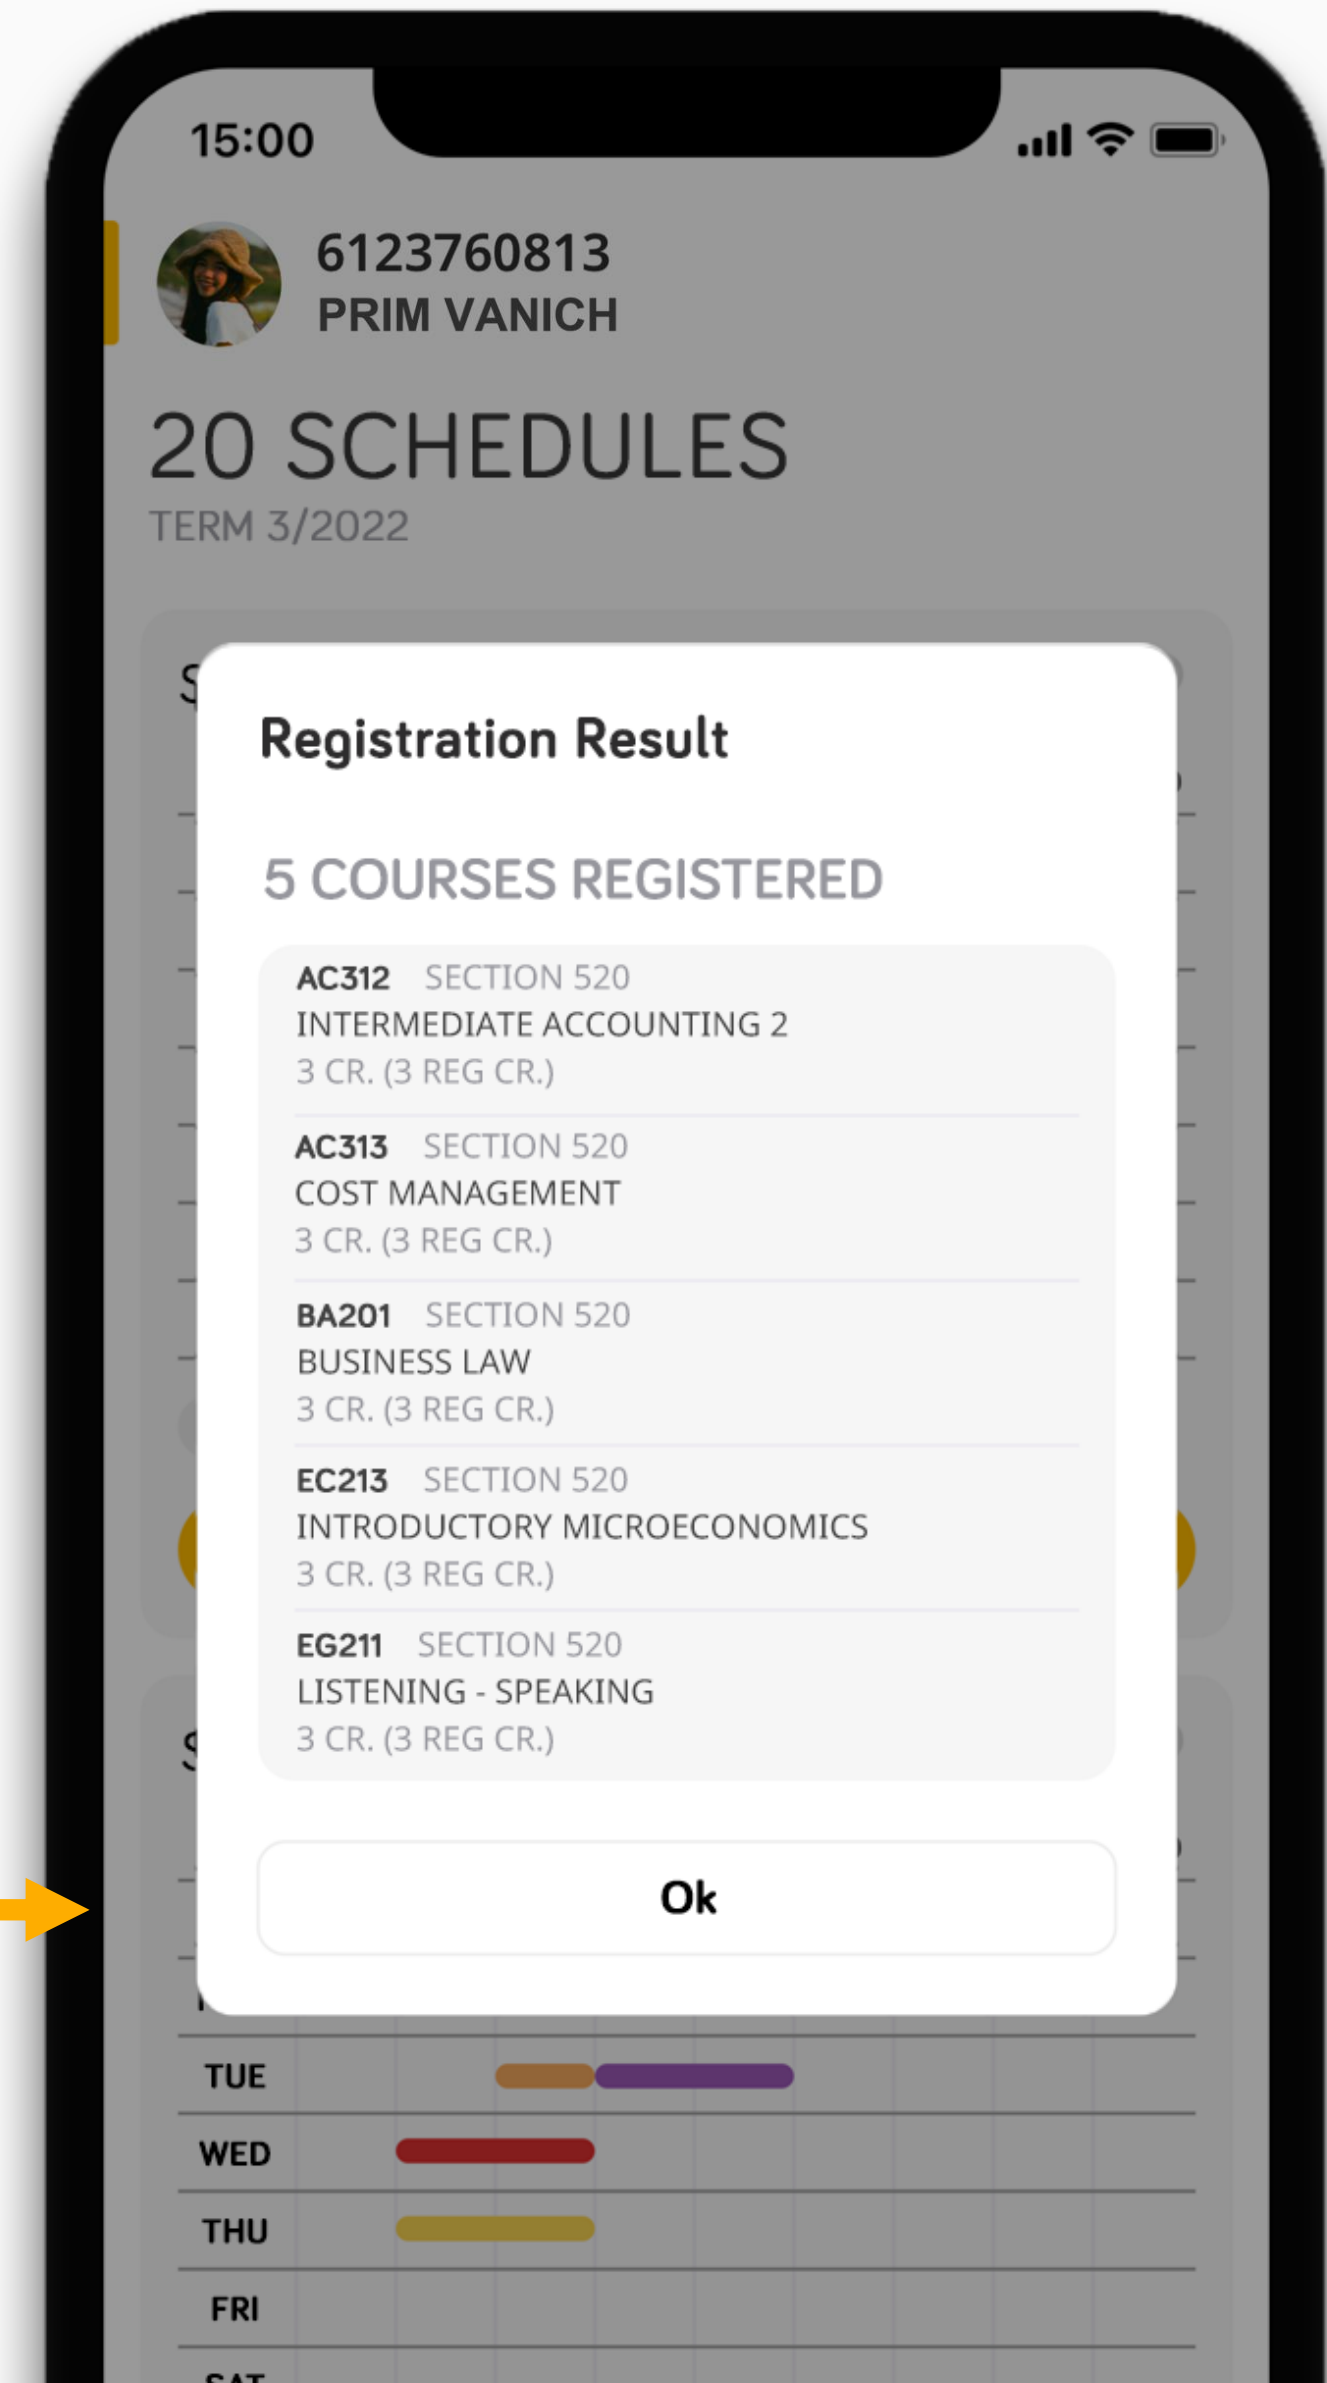 15:00
6123760813
PRIM VANICH
20 SCHEDULES
TERM 3/2022
Registration Result
5 COURSES REGISTERED
AC312 SECTION 520
INTERMEDIATE ACCOUNTING 2
3 CR. (3 REG CR.)
AC313 SECTION 520
COST MANAGEMENT
3 CR. (3 REG CR.)
BA201 SECTION 520
BUSINESS LAW
3 CR. (3 REG CR.)
EC213 SECTION 520
INTRODUCTORY MICROECONOMICS
3 CR. (3 REG CR.)
EG211 SECTION 520
LISTENING - SPEAKING
3 CR. (3 REG CR.)
Ok
TUE
WED
THU
FRI
SAT